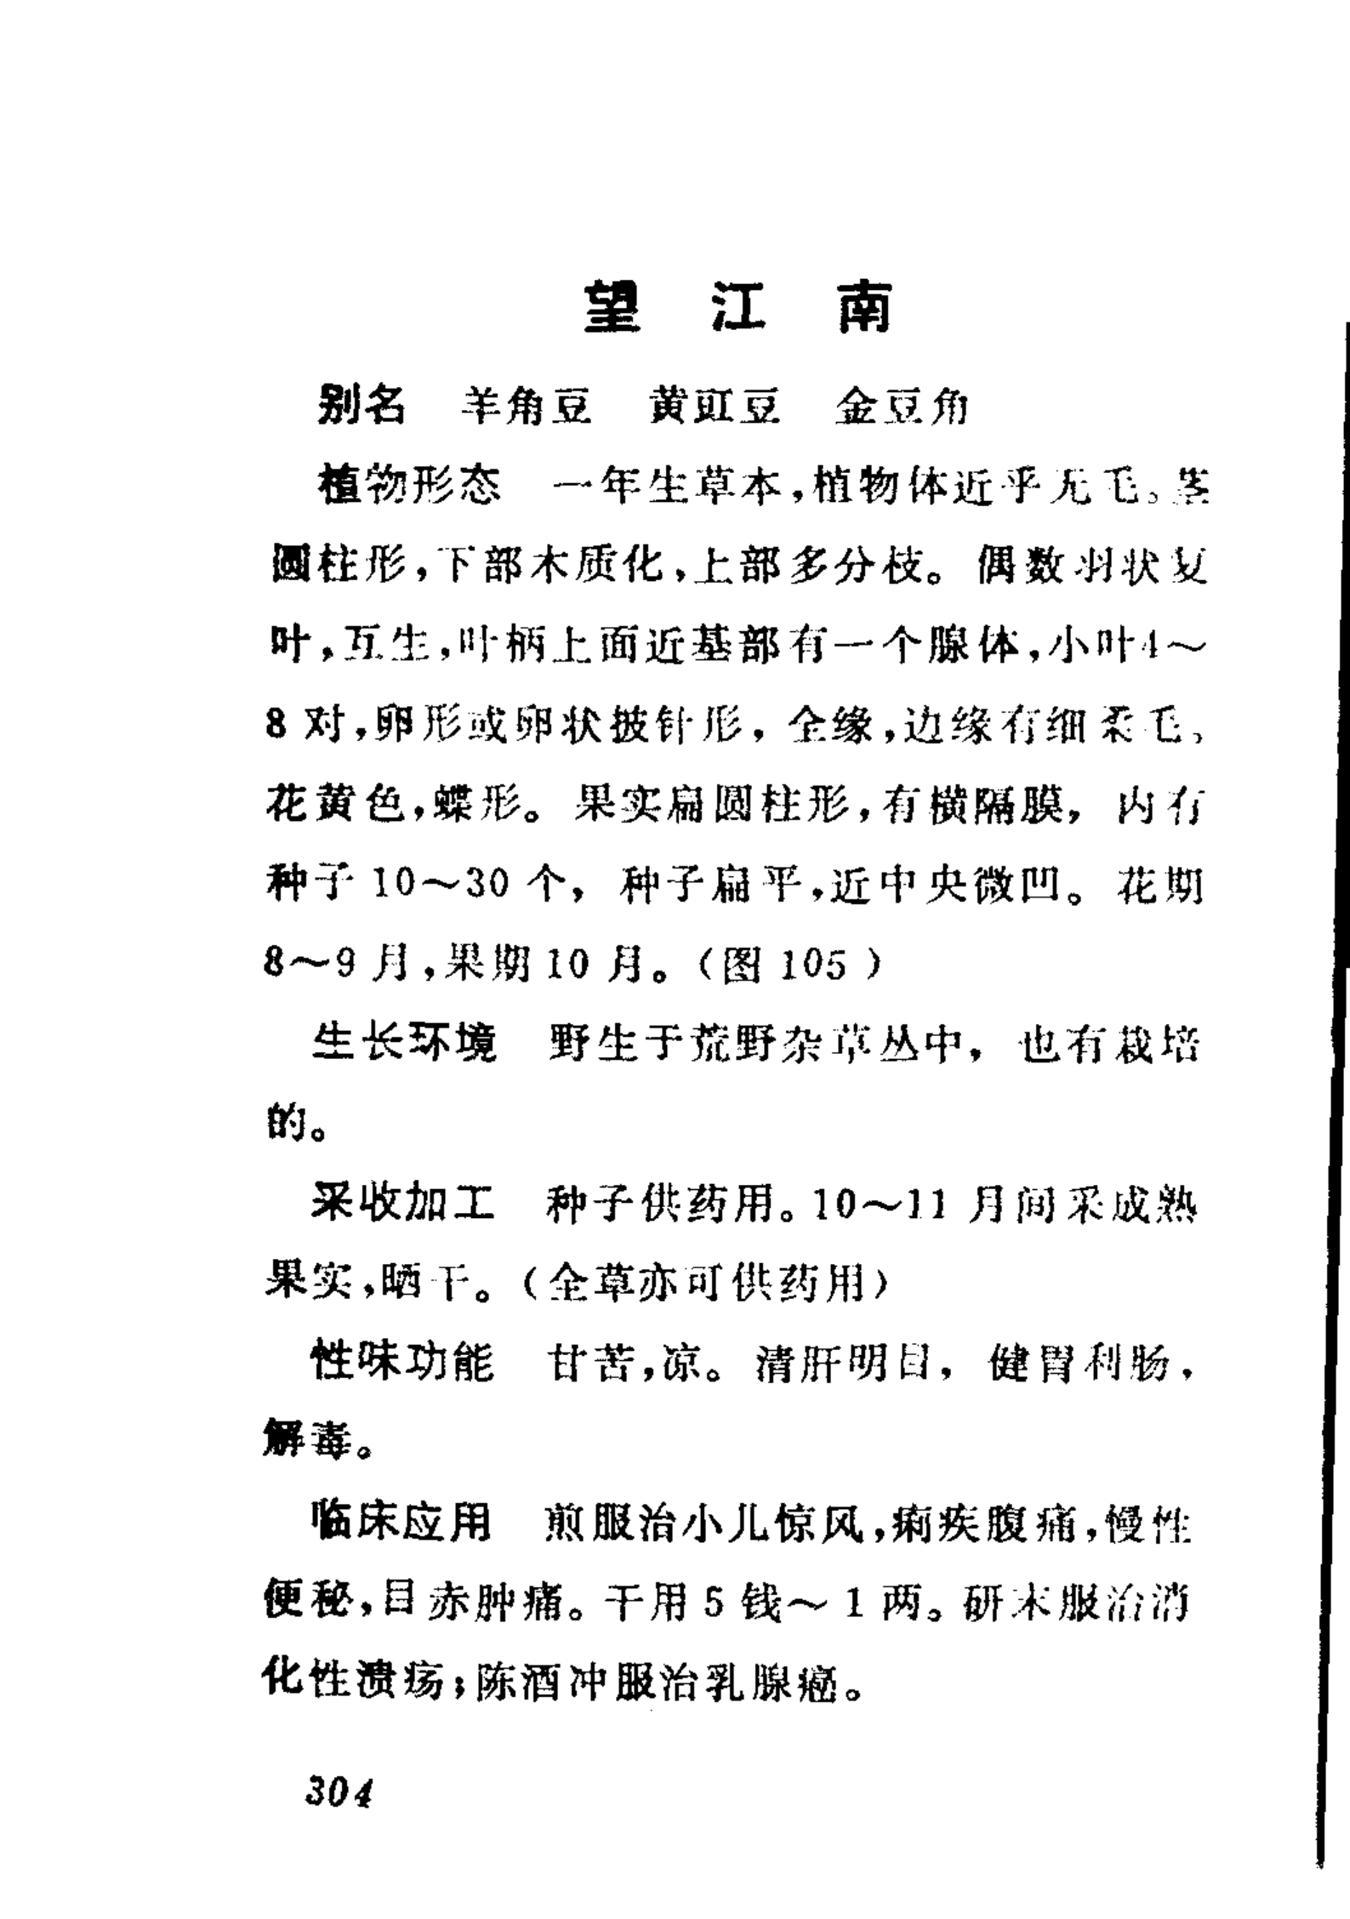 望江南
别名 羊角豆 黄豇豆 金豆角
植物形态 一年生草本，植物体近乎无毛。茎
圆柱形，下部木质化，上部多分枝。偶数羽状复
叶，互生，叶柄上面近基部有一个腺体，小叶4～
8对，卵形或卵状披针形，全缘，边缘有细柔毛。
花黄色，蝶形。果实扁圆柱形，有横隔膜，内有
种子10～30个，种子扁平，近中央微凹。花期
8～9月，果期10月。（图105）
生长环境 野生于荒野杂草丛中，也有栽培
的。
采收加工 种子供药用。10～11月间采成熟
果实，晒干。（全草亦可供药用）
性味功能 甘苦，凉。清肝明目，健胃利肠，
解毒。
临床应用 煎服治小儿惊风，痢疾腹痛，慢性
便秘，目赤肿痛。干用5钱～1两。研末服治消
化性溃疡；陈酒冲服治乳腺癌。
304